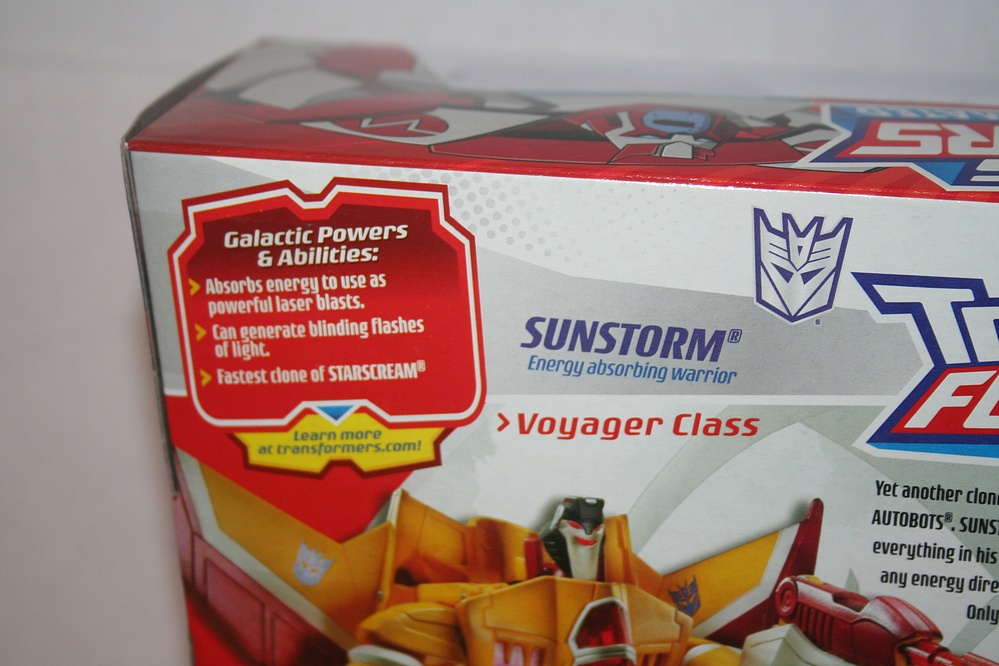 Galactic Powers
& Abilities:
> Absorbs energy to use as
powerful laser blasts.
> Can generate blinding flashes
of light.
> Fastest clone of STARSCREAM®
Learn more
at transformers.com!
SUNSTORM®
Energy absorbing warrior
> Voyager Class
Yet another
AUTOBOTS®.
everything in his
any energy
Only